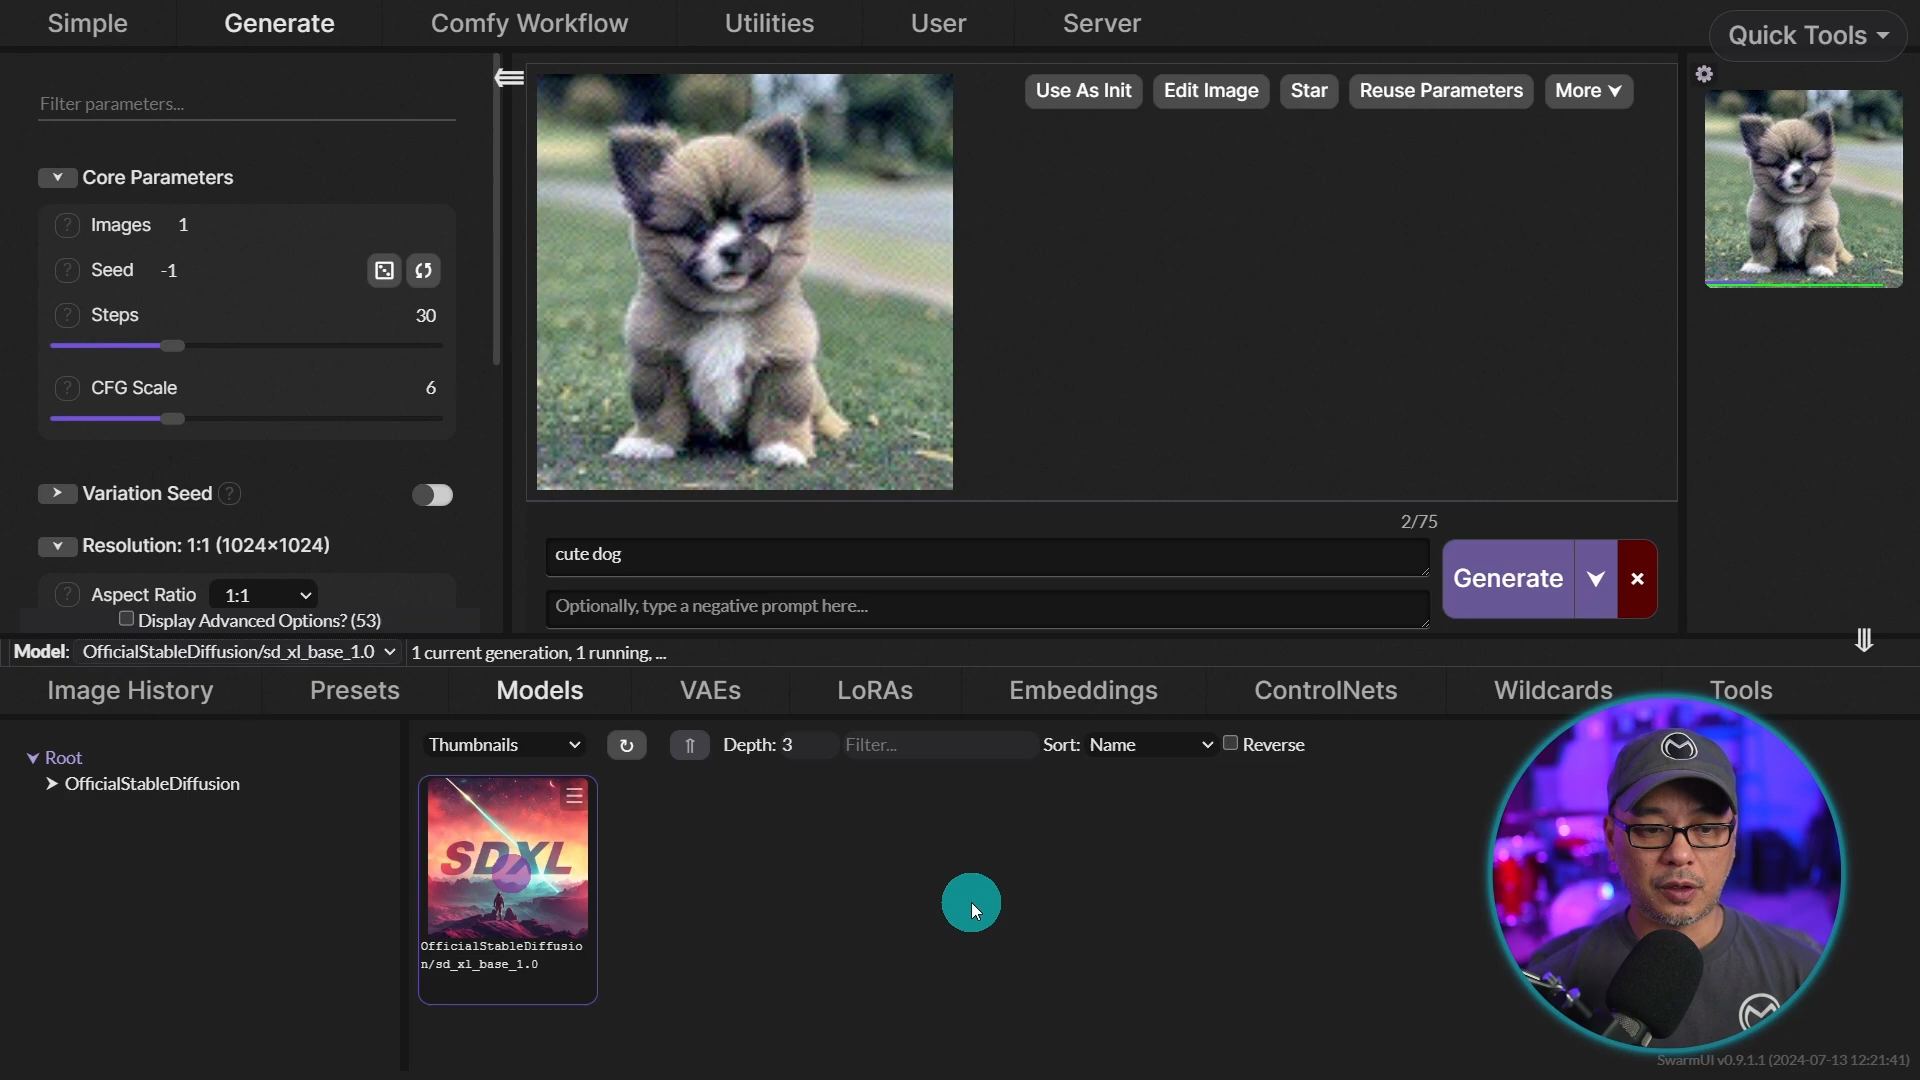 Simple
Generate
Comfy Workflow
Utilities
User
Server
Quick Tools
Filter parameters...
Use As Init
Edit Image
Star
Reuse Parameters
More
Core Parameters
? Images 1
? Seed -1
? Steps 30
? CFG Scale 6
Variation Seed ?
Resolution: 1:1 (1024×1024)
? Aspect Ratio 1:1
Display Advanced Options? (53)
2/75
cute dog
Optionally, type a negative prompt here...
Generate
Model: OfficialStableDiffusion/sd_xl_base_1.0
1 current generation, 1 running, ...
Image History
Presets
Models
VAEs
LoRAs
Embeddings
ControlNets
Wildcards
Tools
Root
OfficialStableDiffusion
Thumbnails
Depth: 3
Filter...
Sort: Name
Reverse
SDXL
OfficialStableDiffusio
n/sd_xl_base_1.0
SwarmUI v0.9.1.1 (2024-07-13 12:21:41)